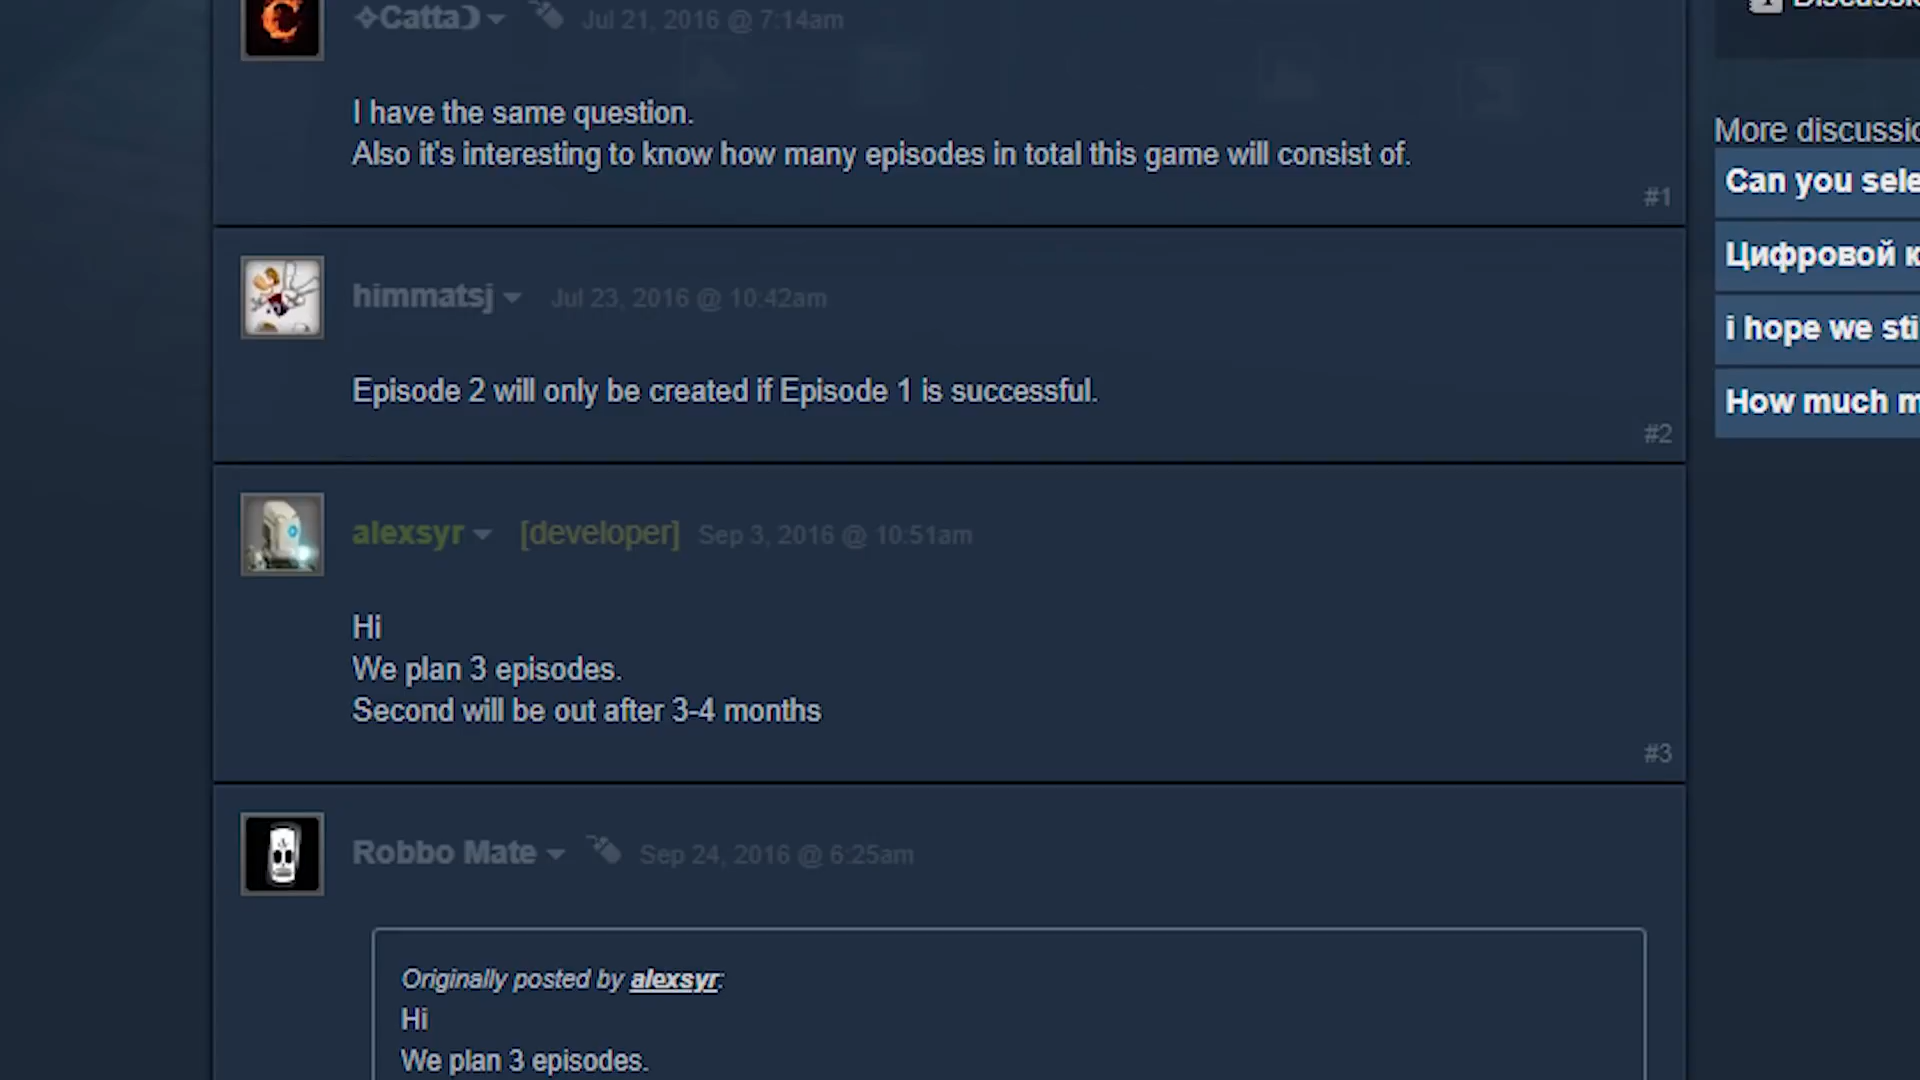 ✧Catta☽ Jul 21, 2016 @ 7:14am
I have the same question.
Also it's interesting to know how many episodes in total this game will consist of.
#1
himmatsj Jul 23, 2016 @ 10:42am
Episode 2 will only be created if Episode 1 is successful.
#2
alexsyr [developer] Sep 3, 2016 @ 10:51am
Hi
We plan 3 episodes.
Second will be out after 3-4 months
#3
Robbo Mate Sep 24, 2016 @ 6:25am
Originally posted by alexsyr:
Hi
We plan 3 episodes.
More discussio
Can you sele
Цифровой к
i hope we sti
How much m